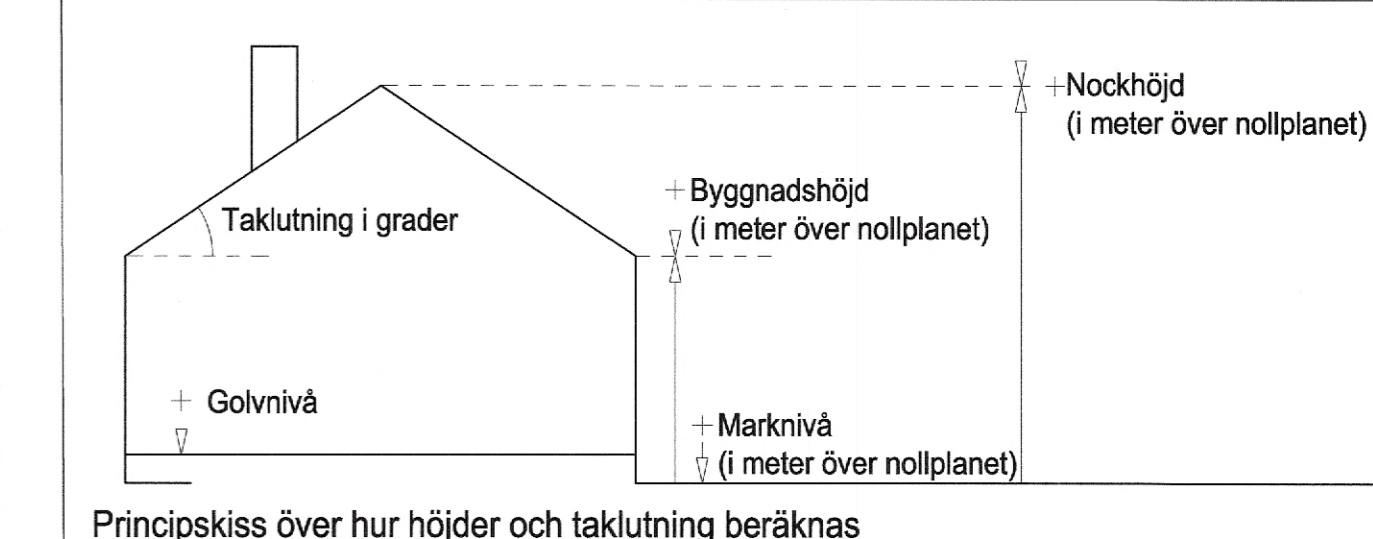 +Nockhöjd
(i meter över nollplanet)
+Byggnadshöjd
(i meter över nollplanet)
Taklutning i grader
+ Golvnivå
+Marknivå
(i meter över nollplanet)
Principskiss över hur höjder och taklutning beräknas